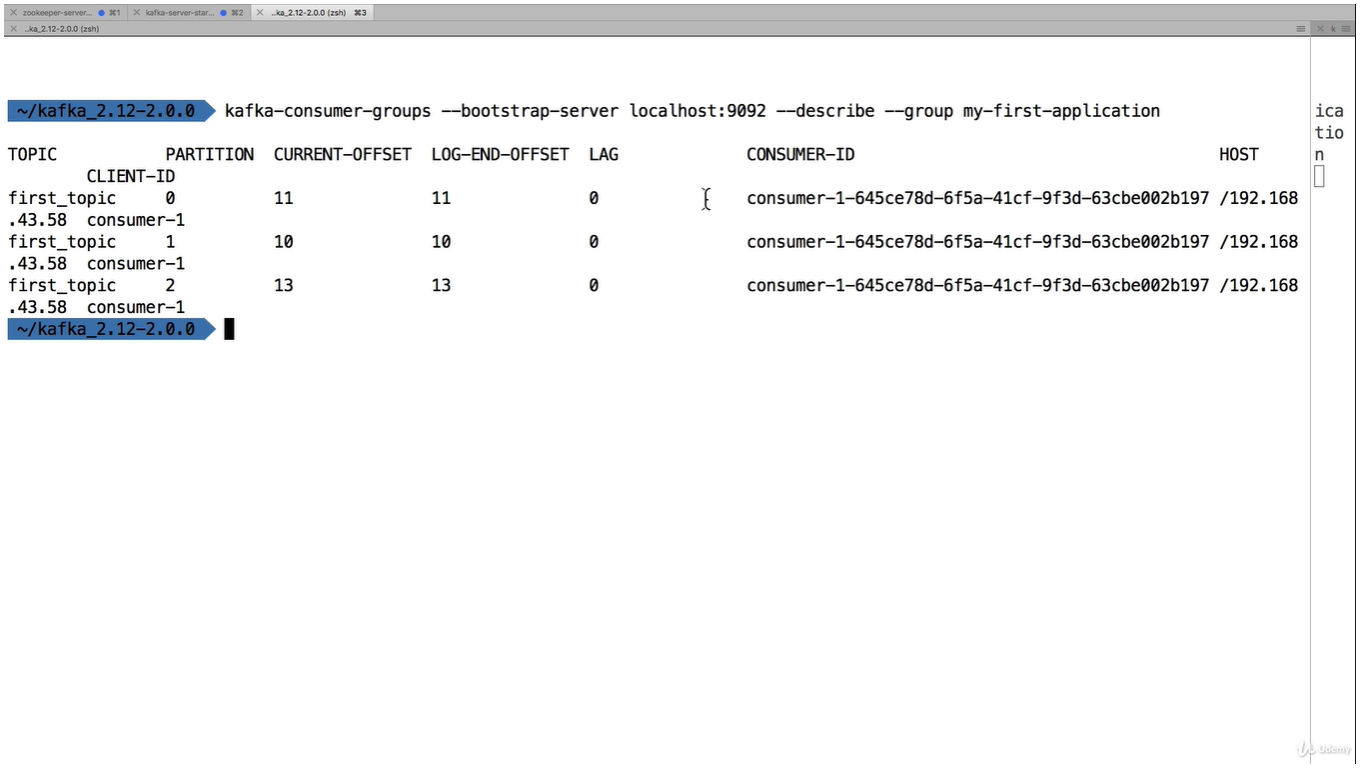 zookeeper-server... ⌘1 kafka-server-star... ⌘2 ..ka_2.12-2.0.0 (zsh) ⌘3
..ka_2.12-2.0.0 (zsh) k
~/kafka_2.12-2.0.0 kafka-consumer-groups --bootstrap-server localhost:9092 --describe --group my-first-application
TOPIC PARTITION CURRENT-OFFSET LOG-END-OFFSET LAG CONSUMER-ID HOST
CLIENT-ID
first_topic 0 11 11 0 consumer-1-645ce78d-6f5a-41cf-9f3d-63cbe002b197 /192.168
.43.58 consumer-1
first_topic 1 10 10 0 consumer-1-645ce78d-6f5a-41cf-9f3d-63cbe002b197 /192.168
.43.58 consumer-1
first_topic 2 13 13 0 consumer-1-645ce78d-6f5a-41cf-9f3d-63cbe002b197 /192.168
.43.58 consumer-1
~/kafka_2.12-2.0.0
ica
tio
n
Udemy